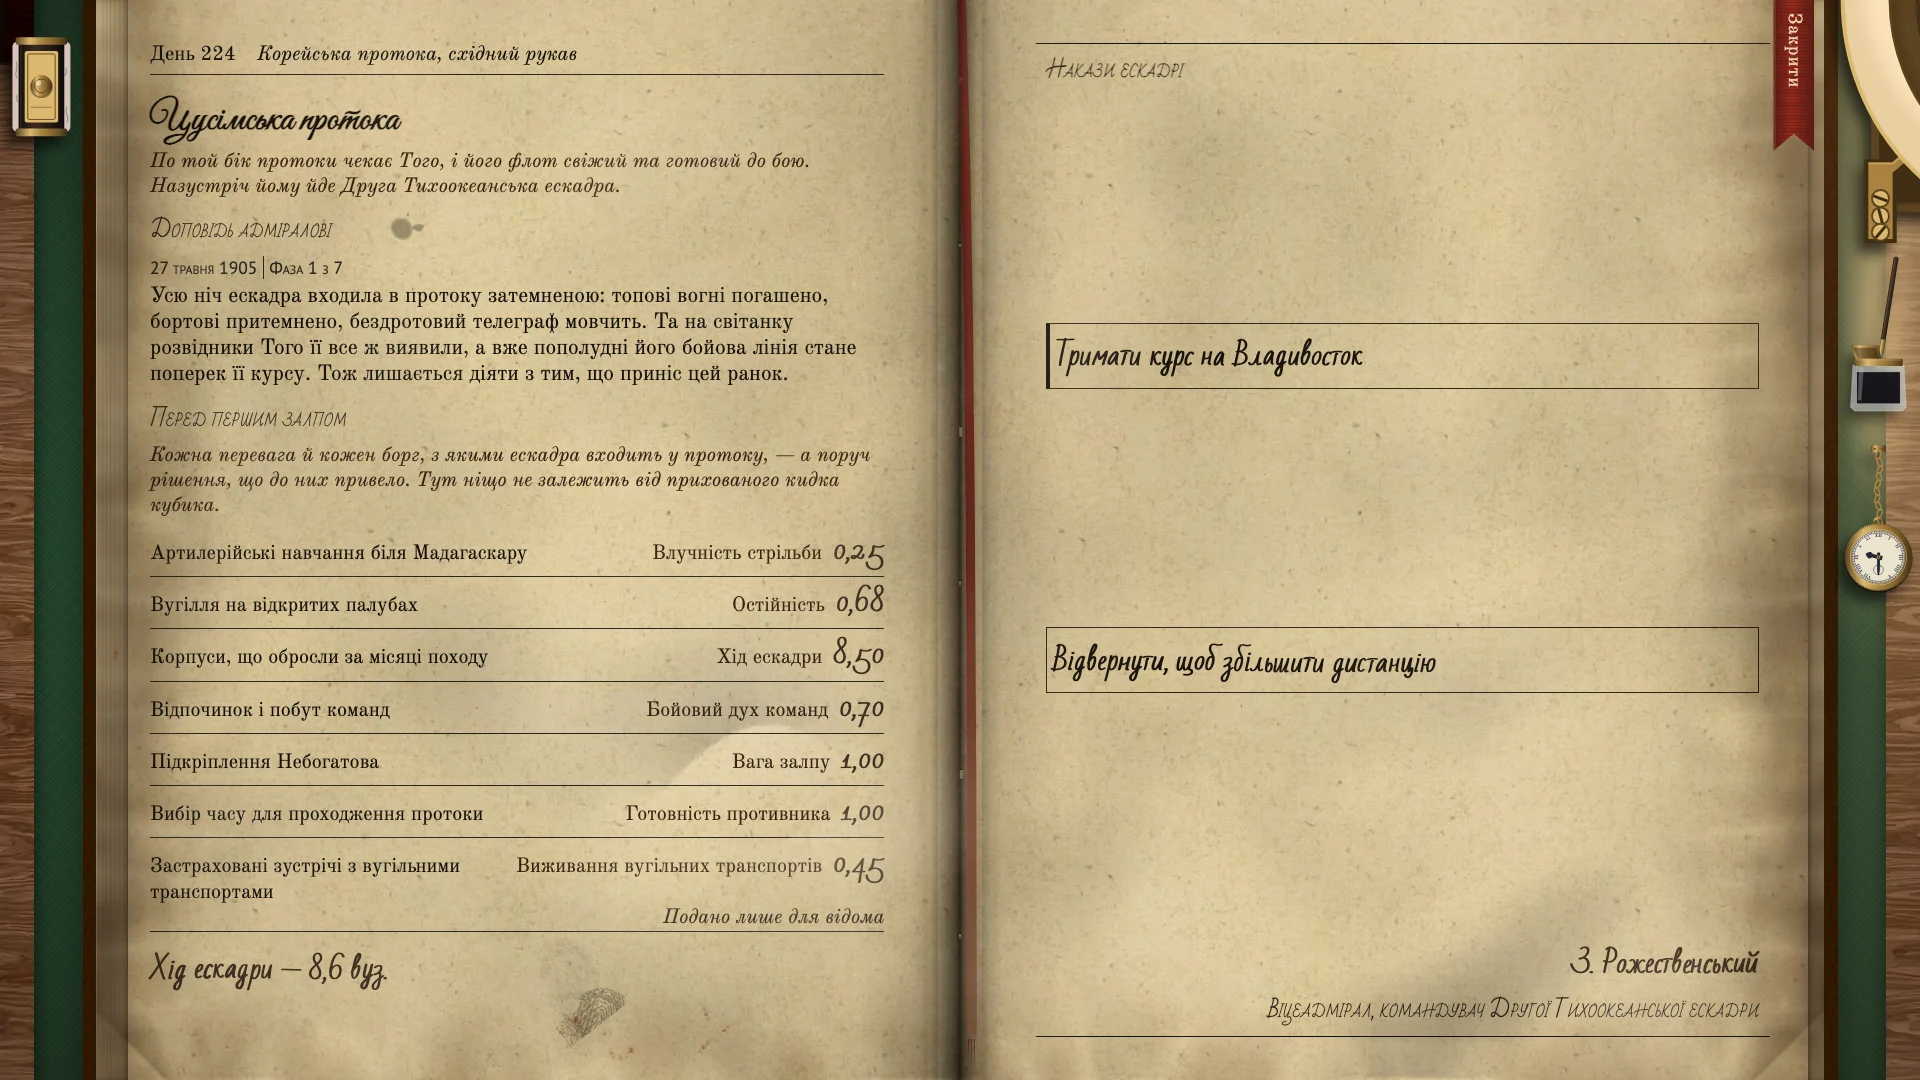 День 224 Корейська протока, східний рукав
Цусімська протока
По той бік протоки чекає Того, і його флот свіжий та готовий до бою.
Назустріч йому йде Друга Тихоокеанська ескадра.
Доповідь адміралові
27 травня 1905 | Фаза 1 з 7
Усю ніч ескадра входила в протоку затемненою: топові вогні погашено,
бортові притемнено, бездротовий телеграф мовчить. Та на світанку
розвідники Того її все ж виявили, а вже пополудні його бойова лінія стане
поперек її курсу. Тож лишається діяти з тим, що приніс цей ранок.
Перед першим залпом
Кожна перевага й кожен борг, з якими ескадра входить у протоку, — а поруч
рішення, що до них привело. Тут ніщо не залежить від прихованого кидка
кубика.
Артилерійські навчання біля Мадагаскару Влучність стрільби 0,25
Вугілля на відкритих палубах Остійність 0,68
Корпуси, що обросли за місяці походу Хід ескадри 8,50
Відпочинок і побут команд Бойовий дух команд 0,70
Підкріплення Небогатова Вага залпу 1,00
Вибір часу для проходження протоки Готовність противника 1,00
Застраховані зустрічі з вугільними Виживання вугільних транспортів 0,45
транспортами
Подано лише для відома
Хід ескадри — 8,6 вуз.
Накази ескадрі
Тримати курс на Владивосток
Відвернути, щоб збільшити дистанцію
З. Рожественський
Віцеадмірал, командувач Другої Тихоокеанської ескадри
Закрити